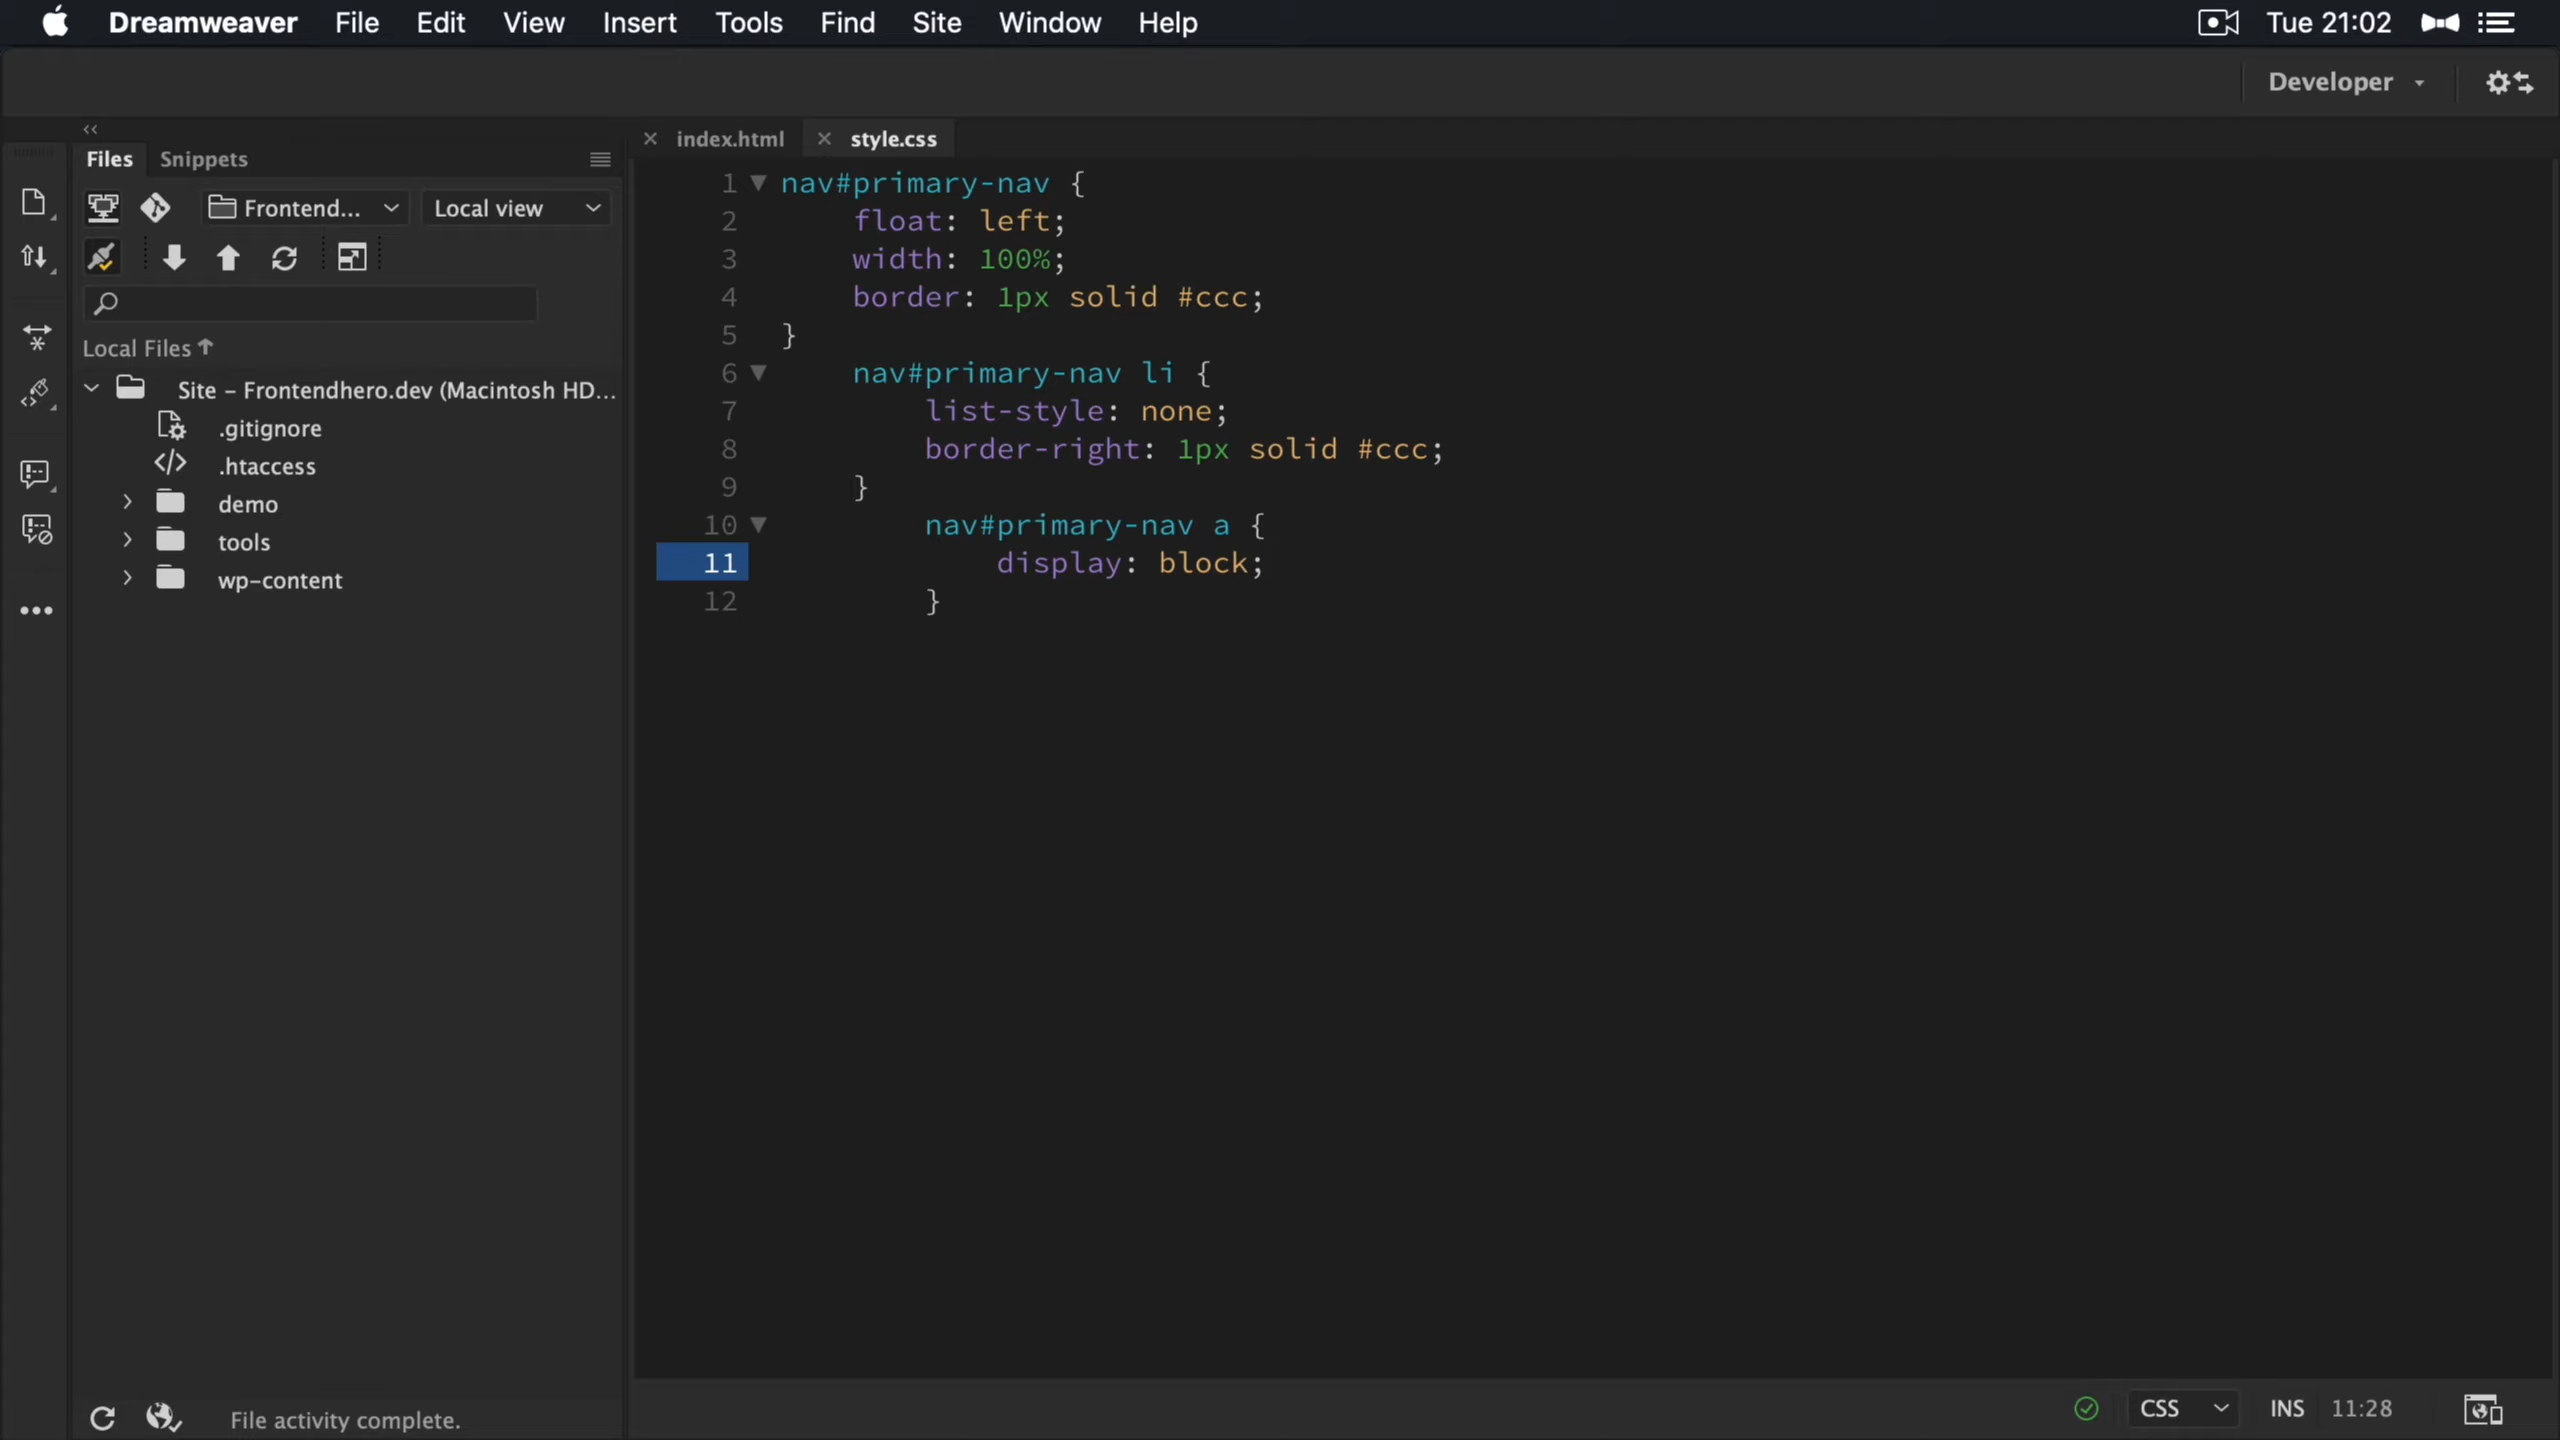 Dreamweaver File Edit View Insert Tools Find Site Window Help Tue 21:02
Developer
Files Snippets
index.html style.css
Frontend... Local view
Local Files
Site – Frontendhero.dev (Macintosh HD...
.gitignore
.htaccess
demo
tools
wp-content
1 nav#primary-nav {
2 float: left;
3 width: 100%;
4 border: 1px solid #ccc;
5 }
6 nav#primary-nav li {
7 list-style: none;
8 border-right: 1px solid #ccc;
9 }
10 nav#primary-nav a {
11 display: block;
12 }
File activity complete.
CSS INS 11:28